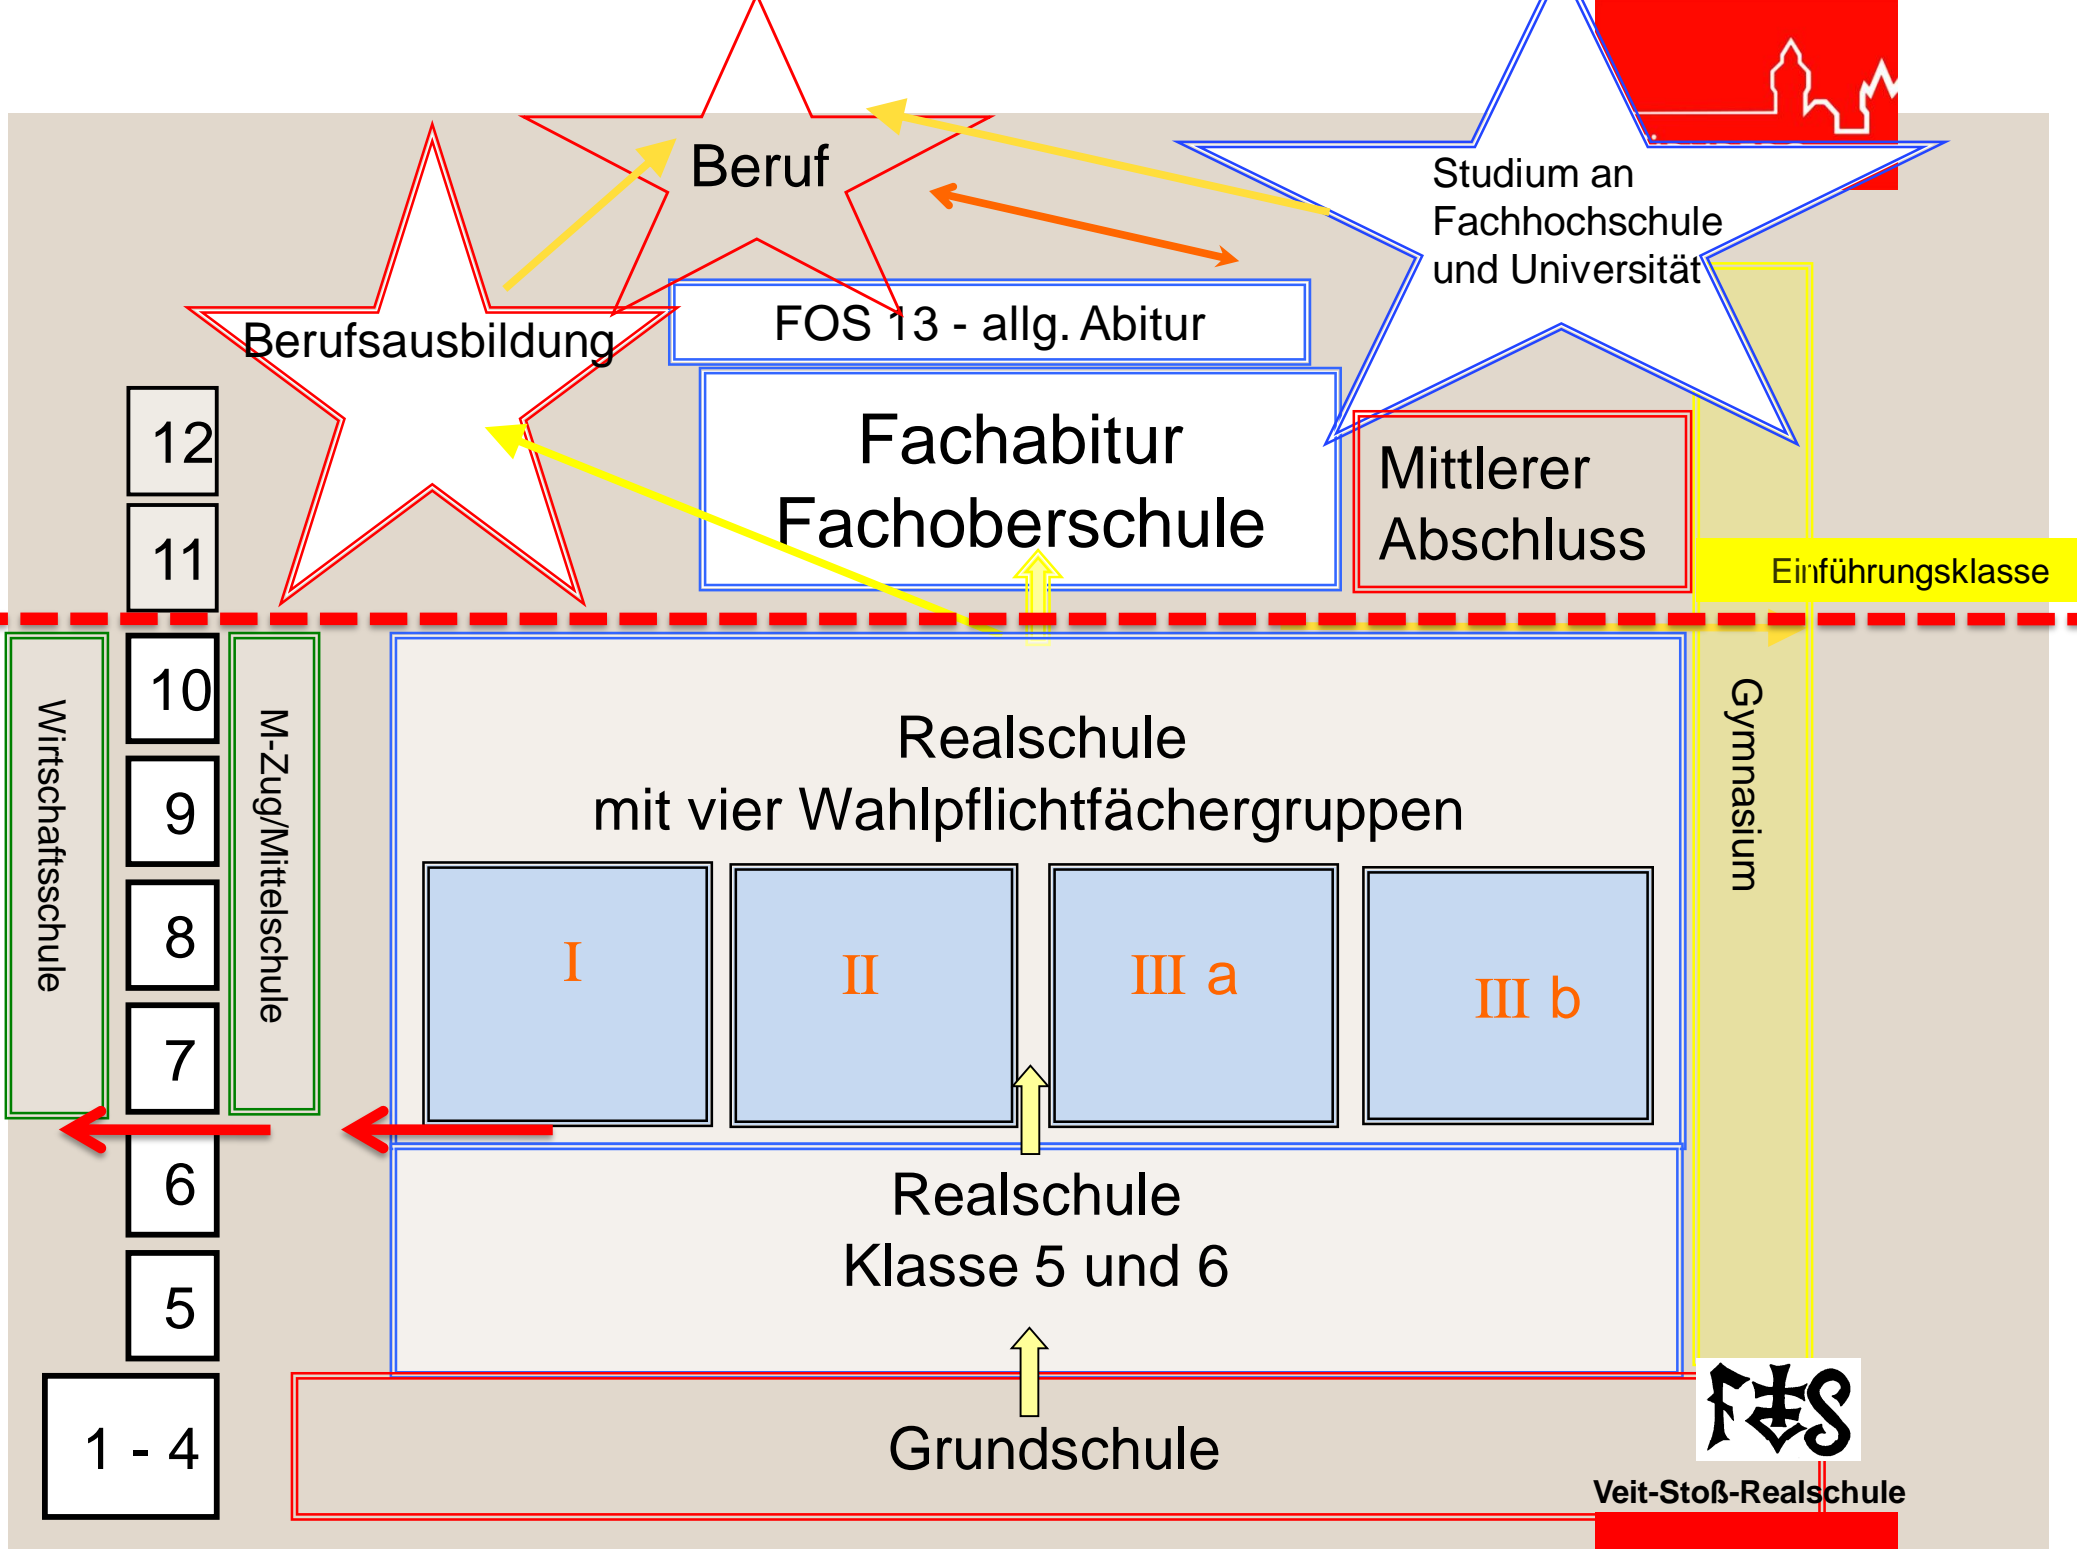 Beruf
Studium an
Fachhochschule
und Universität
Berufsausbildung
FOS 13 - allg. Abitur
12
Fachabitur
Fachoberschule
Mittlerer
Abschluss
11
Einführungsklasse
10
Wirtschaftsschule
M-Zug/Mittelschule
Gymnasium
Realschule
mit vier Wahlpflichtfächergruppen
9
8
I
II
III a
III b
7
6
Realschule
Klasse 5 und 6
5
1 - 4
Grundschule
Veit-Stoß-Realschule